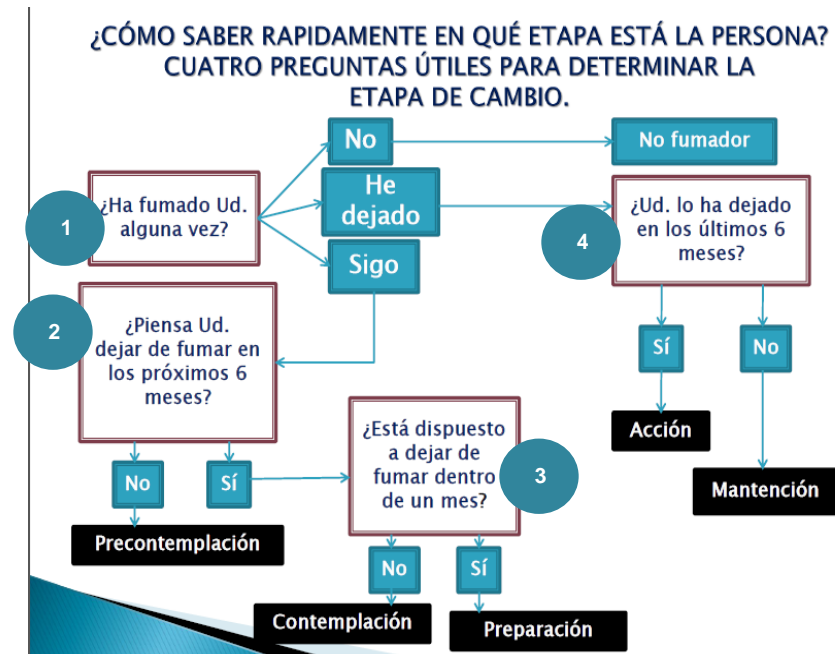 ¿CÓMO SABER RAPIDAMENTE EN QUÉ ETAPA ESTÁ LA PERSONA?
CUATRO PREGUNTAS ÚTILES PARA DETERMINAR LA
ETAPA DE CAMBIO.
1
¿Ha fumado Ud.
alguna vez?
No
No fumador
He
dejado
Sigo
4
¿Ud. lo ha dejado
en los últimos 6
meses?
Sí
No
Acción
Mantención
2
¿Piensa Ud.
dejar de fumar en
los próximos 6
meses?
No
Sí
Precontemplación
3
¿Está dispuesto
a dejar de
fumar dentro
de un mes?
No
Sí
Contemplación
Preparación